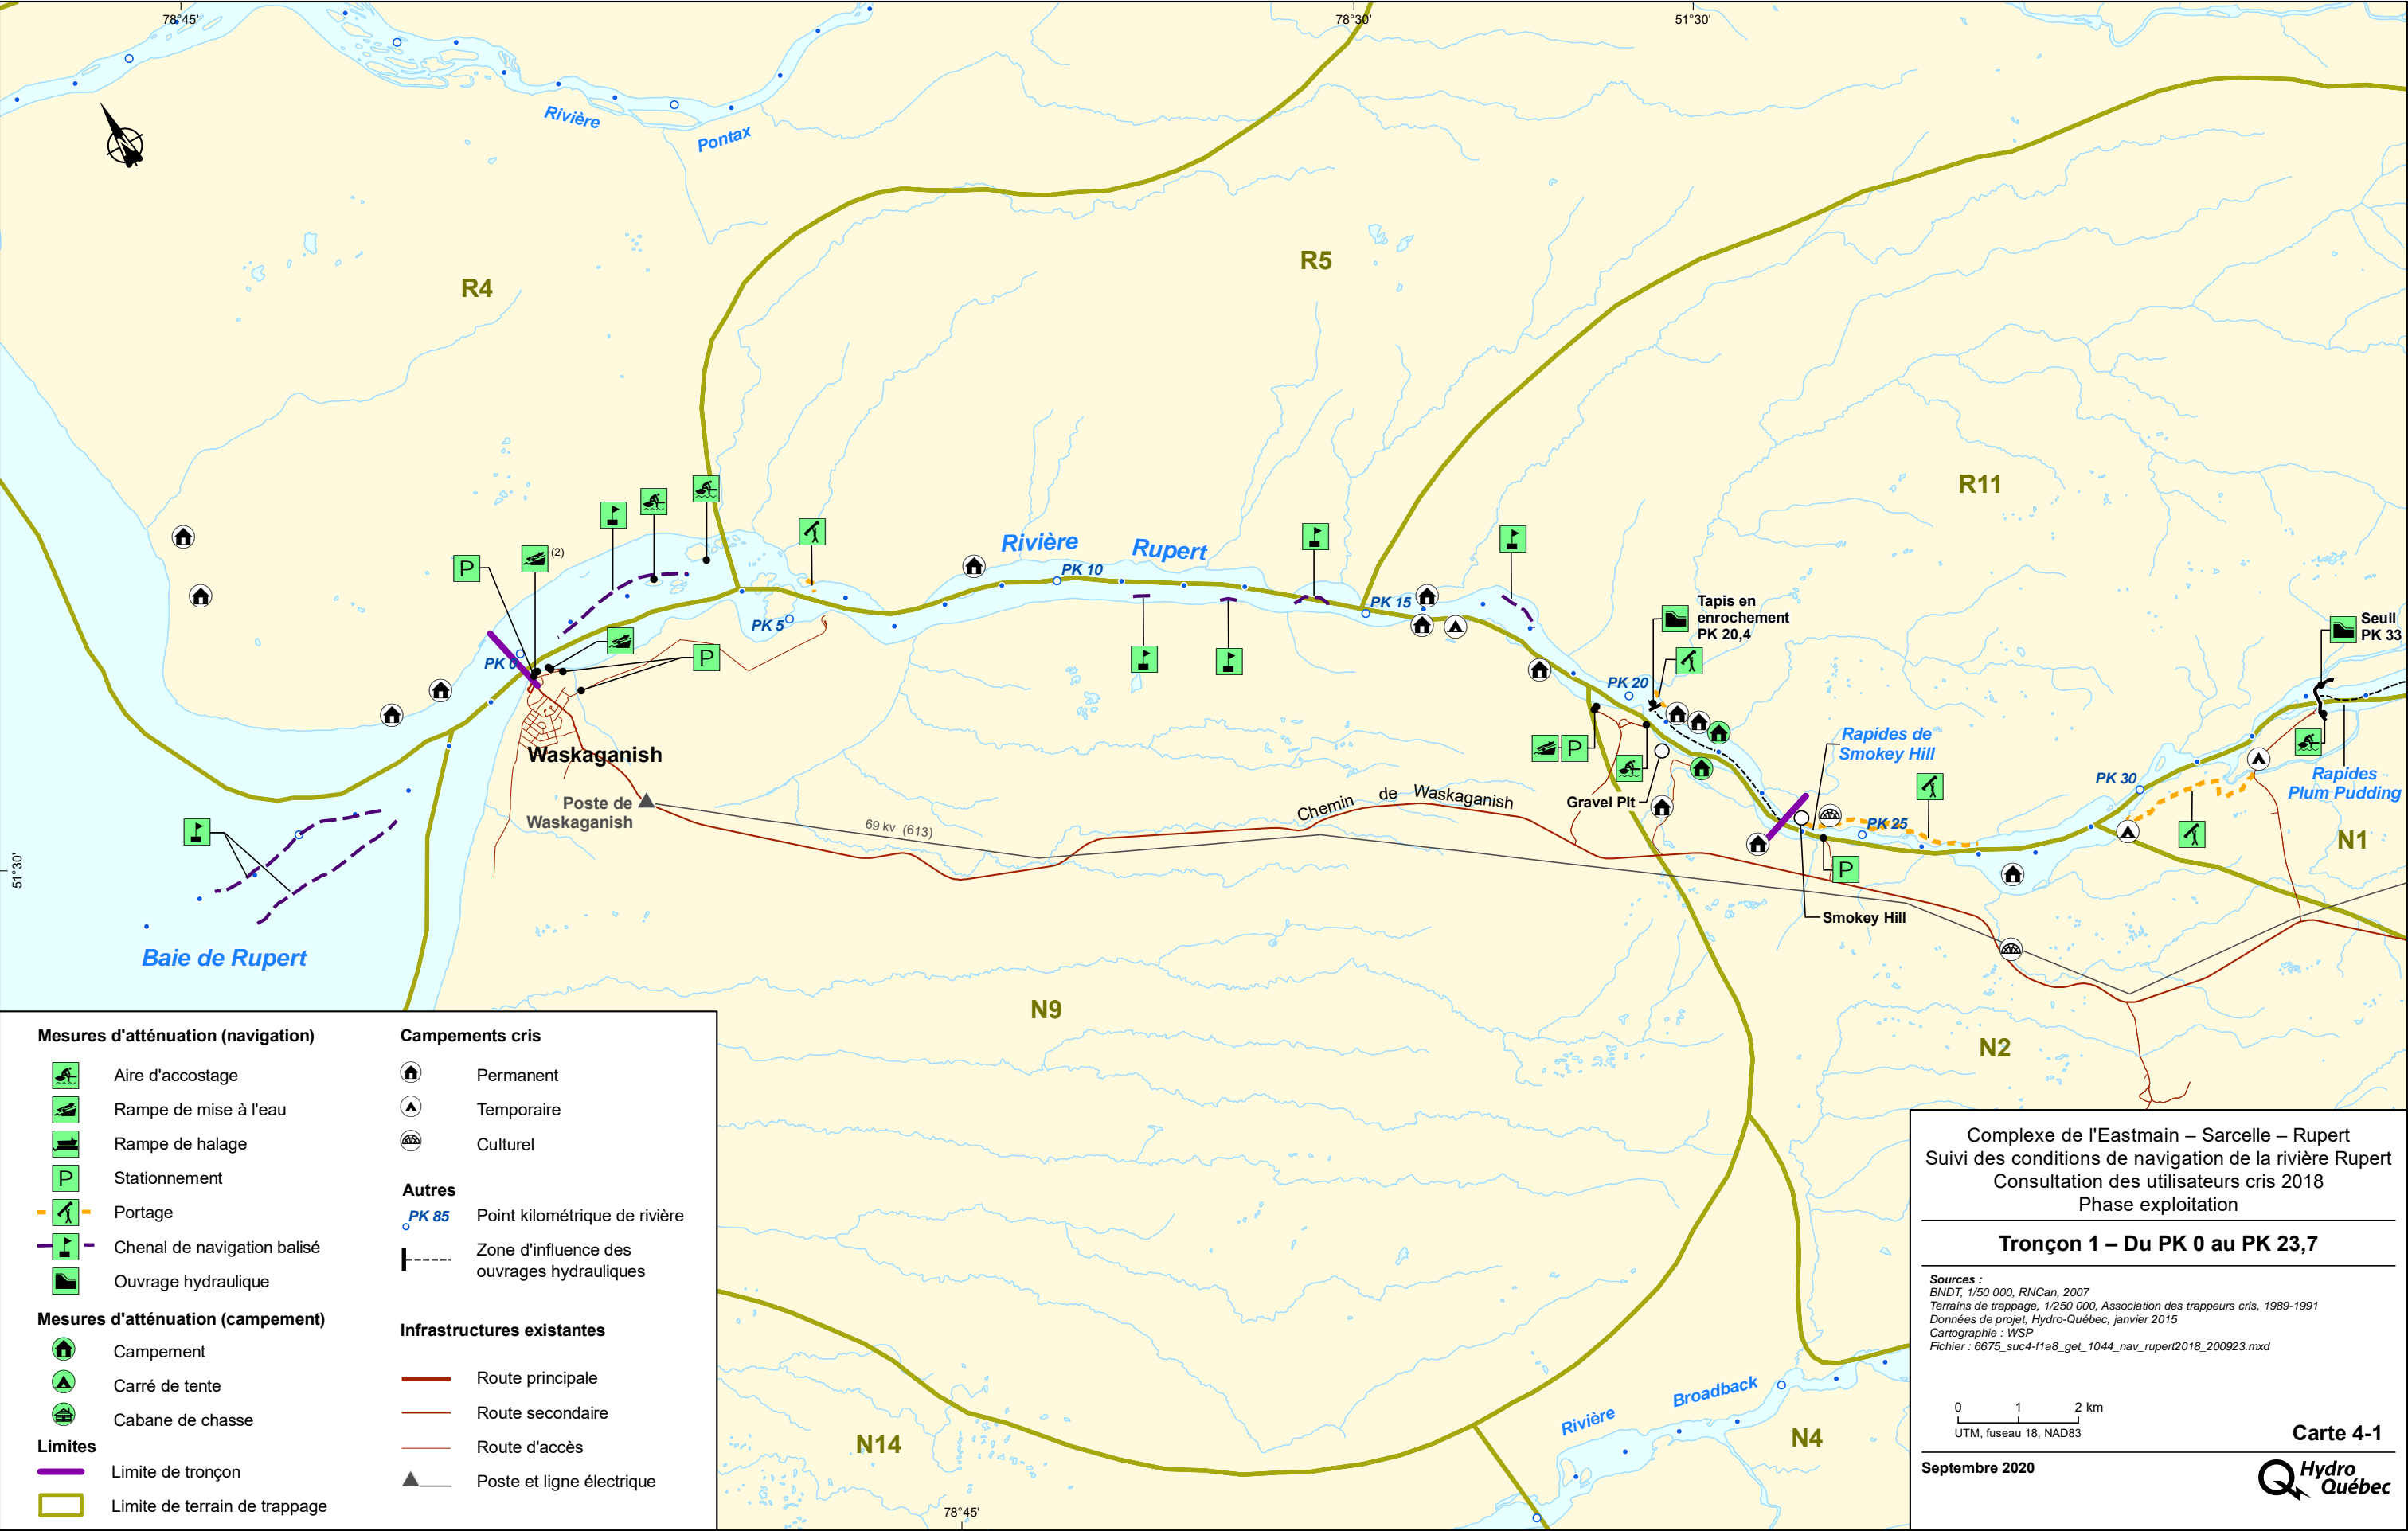 78°45'
78°30'
51°30'
Rivière
Pontax
R5
R4
R11
(2)
P
Rivière Rupert
PK 10
PK 15
PK 5
PK 0
P
Tapis en
enrochement
PK 20,4
Seuil
PK 33
PK 20
Rapides de
Smokey Hill
P
Waskaganish
Poste de
Waskaganish
69 kv (613)
Chemin de Waskaganish
Gravel Pit
PK 25
PK 30
Rapides
Plum Pudding
N1
P
Smokey Hill
51°30'
Baie de Rupert
N9
N2
N14
Rivière Broadback
N4
78°45'
Mesures d'atténuation (navigation)
Aire d'accostage
Rampe de mise à l'eau
Rampe de halage
P Stationnement
Portage
Chenal de navigation balisé
Ouvrage hydraulique
Mesures d'atténuation (campement)
Campement
Carré de tente
Cabane de chasse
Limites
Limite de tronçon
Limite de terrain de trappage
Campements cris
Permanent
Temporaire
Culturel
Autres
PK 85 Point kilométrique de rivière
Zone d'influence des
ouvrages hydrauliques
Infrastructures existantes
Route principale
Route secondaire
Route d'accès
Poste et ligne électrique
Complexe de l'Eastmain – Sarcelle – Rupert
Suivi des conditions de navigation de la rivière Rupert
Consultation des utilisateurs cris 2018
Phase exploitation
Tronçon 1 – Du PK 0 au PK 23,7
Sources :
BNDT, 1/50 000, RNCan, 2007
Terrains de trappage, 1/250 000, Association des trappeurs cris, 1989-1991
Données de projet, Hydro-Québec, janvier 2015
Cartographie : WSP
Fichier : 6675_suc4-f1a8_get_1044_nav_rupert2018_200923.mxd
0 1 2 km
UTM, fuseau 18, NAD83
Carte 4-1
Septembre 2020
Hydro
Québec